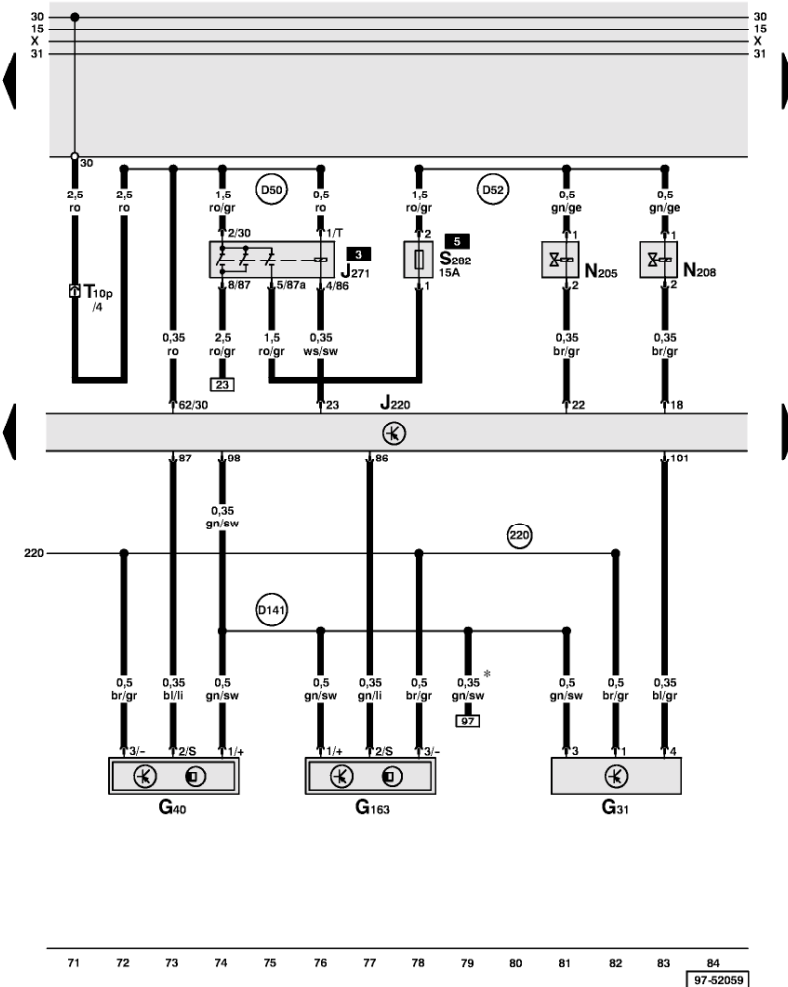 30 30
15 15
X X
31 31
30
2,5 2,5 1,5 0,5 1,5 0,5 0,5
ro ro ro/gr D50 ro ro/gr D52 gn/ge gn/ge
2/30 1/T 2 1 1
3 5
J271 S282 N205 N208
15A
T10p
/4
8/87 5/87a 4/86 1 2 2
0,35 2,5 1,5 0,35 0,35 0,35
ro ro/gr ro/gr ws/sw br/gr br/gr
23
62/30 23 J220 22 18
87 98 86 101
0,35
gn/sw
220 220
D141
*
0,5 0,35 0,5 0,5 0,35 0,5 0,35 0,5 0,5 0,35
br/gr bl/li gn/sw gn/sw gn/li br/gr gn/sw gn/sw br/gr bl/gr
97
3/– 2/S 1/+ 1/+ 2/S 3/– 3 1 4
G40 G163 G31
71 72 73 74 75 76 77 78 79 80 81 82 83 84
97-52059